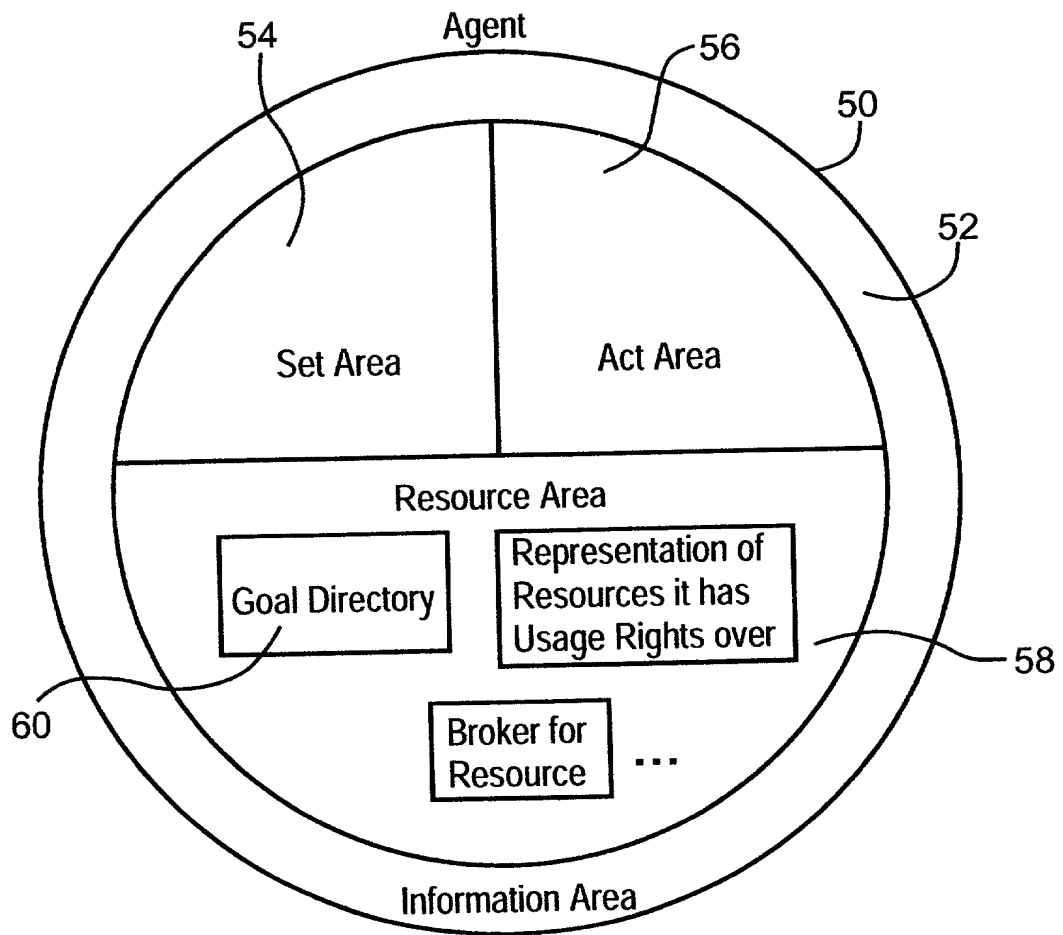 Agent
54
56
50
52
Set Area
Act Area
Resource Area
Goal Directory
Representation of
Resources it has
Usage Rights over
58
60
Broker for
Resource
...
Information Area